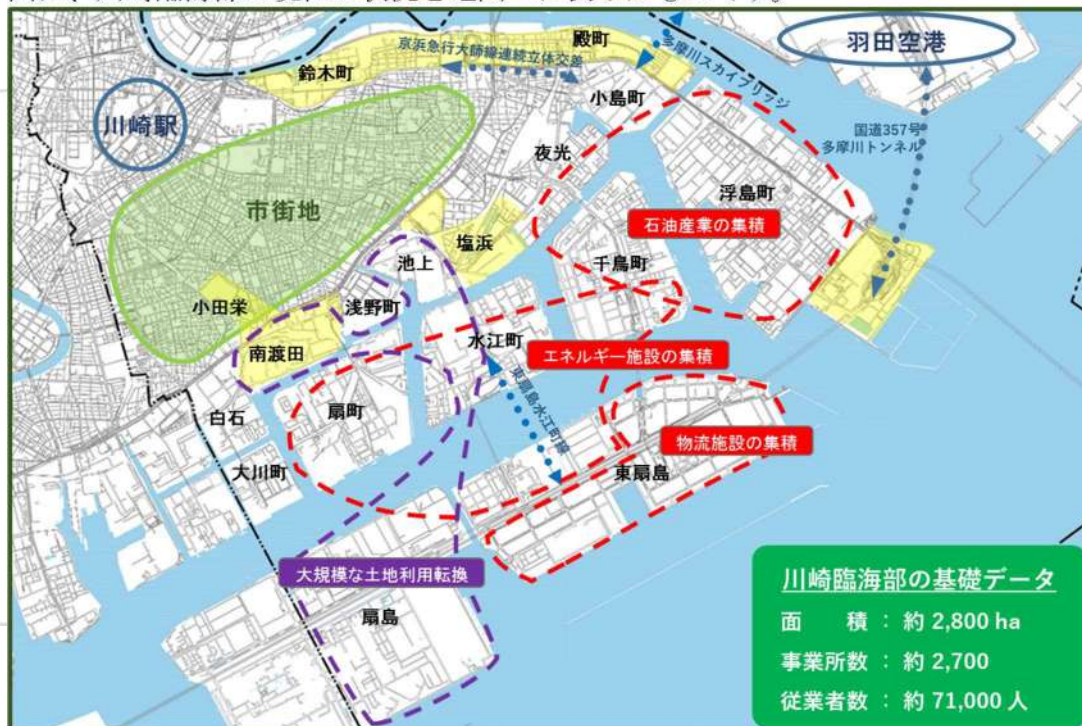 羽田空港
殿町
京浜急行大師線連続立体交差
多摩川スカイブリッジ
鈴木町
小島町
川崎駅
国道357号
多摩川トンネル
夜光
浮島町
市街地
石油産業の集積
塩浜
池上
千鳥町
小田栄
浅野町
水江町
南渡田
エネルギー施設の集積
扇町
白石
東扇島水江町線
物流施設の集積
大川町
東扇島
大規模な土地利用転換
扇島
川崎臨海部の基礎データ
面　　積 : 約 2,800 ha
事業所数 : 約 2,700
従業者数 : 約 71,000 人